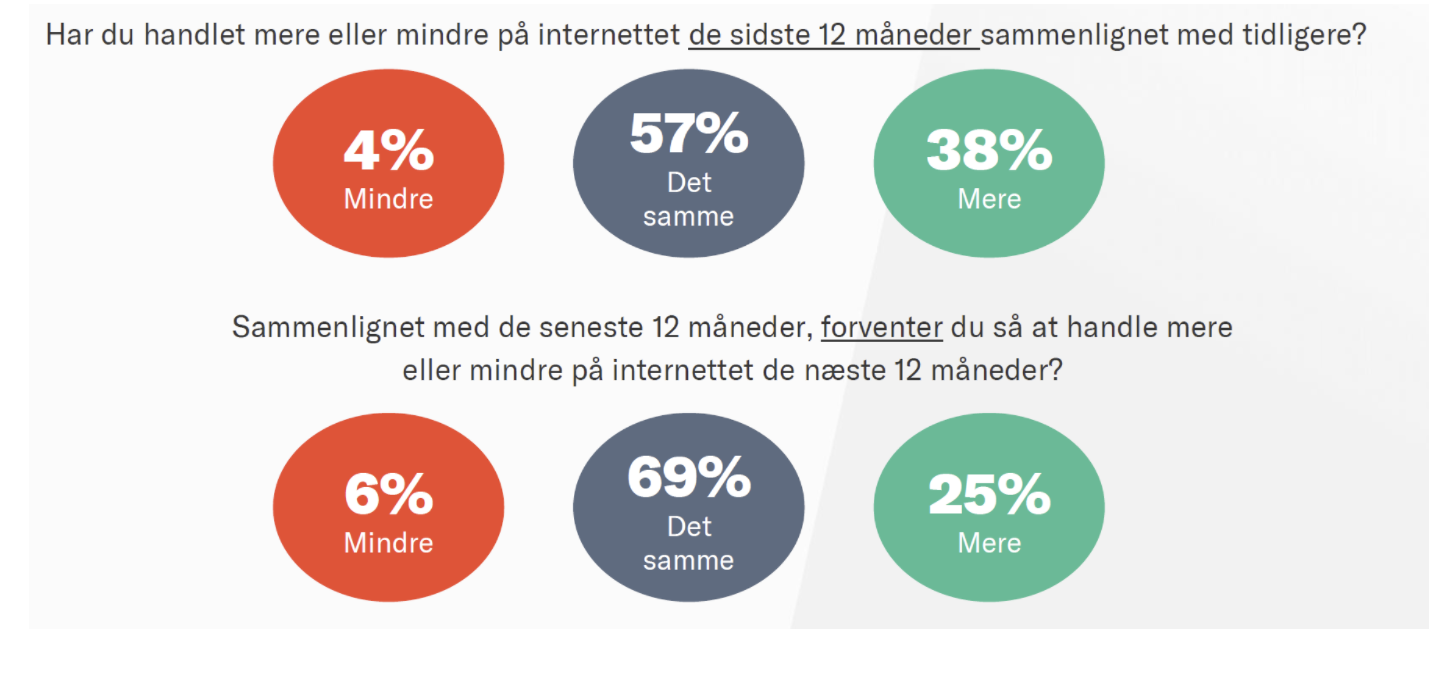 Har du handlet mere eller mindre på internettet de sidste 12 måneder sammenlignet med tidligere?
4%
Mindre
57%
Det
samme
38%
Mere
Sammenlignet med de seneste 12 måneder, forventer du så at handle mere
eller mindre på internettet de næste 12 måneder?
6%
Mindre
69%
Det
samme
25%
Mere